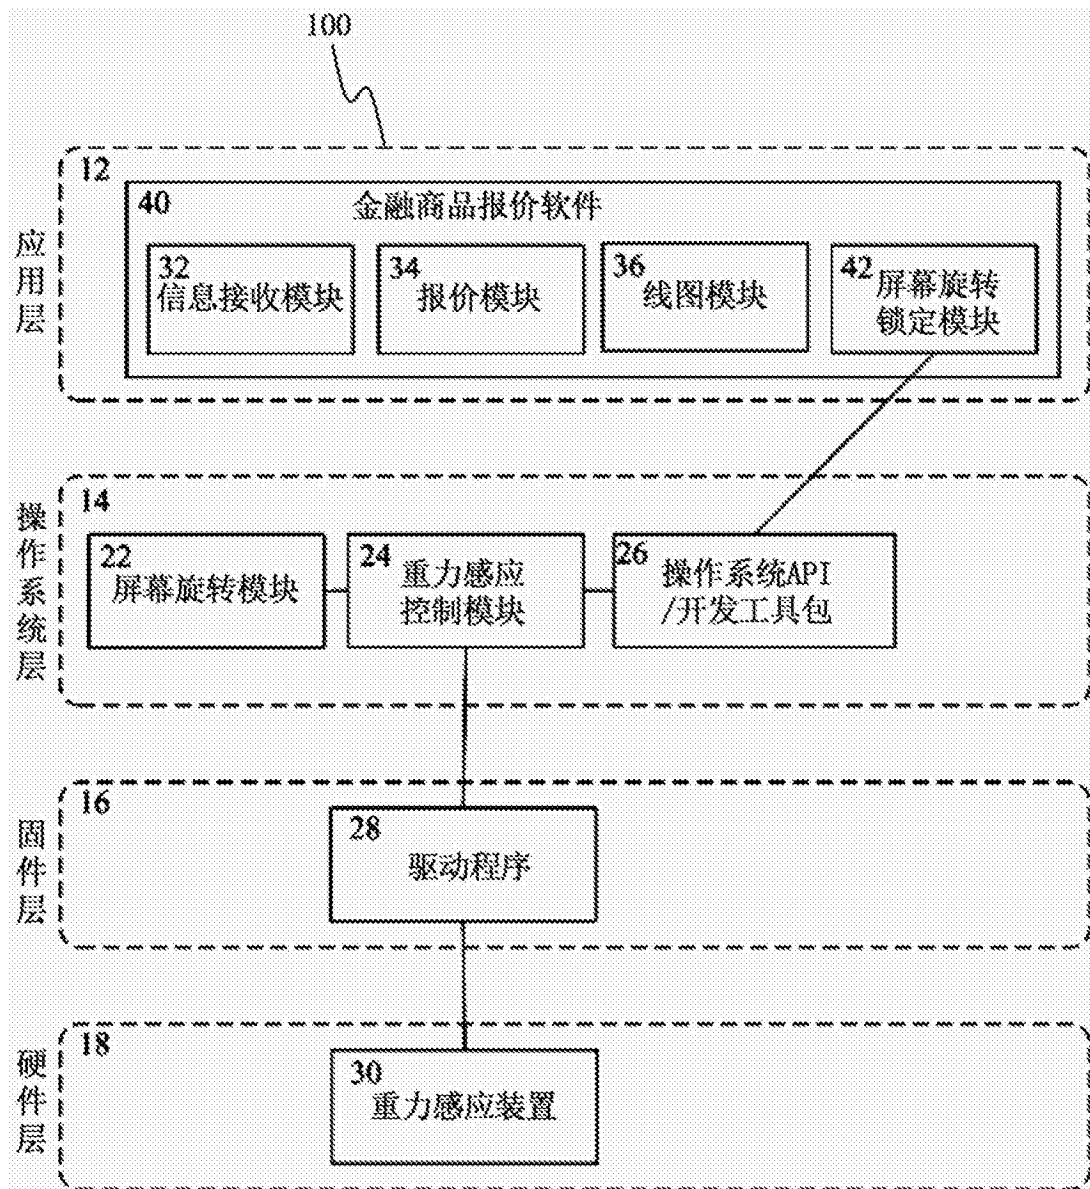 100
12
应用层
40
金融商品报价软件
32
信息接收模块
34
报价模块
36
线图模块
42
屏幕旋转
锁定模块
操作系统层
14
22
屏幕旋转模块
24
重力感应
控制模块
26
操作系统API
/开发工具包
固件层
16
28
驱动程序
硬件层
18
30
重力感应装置